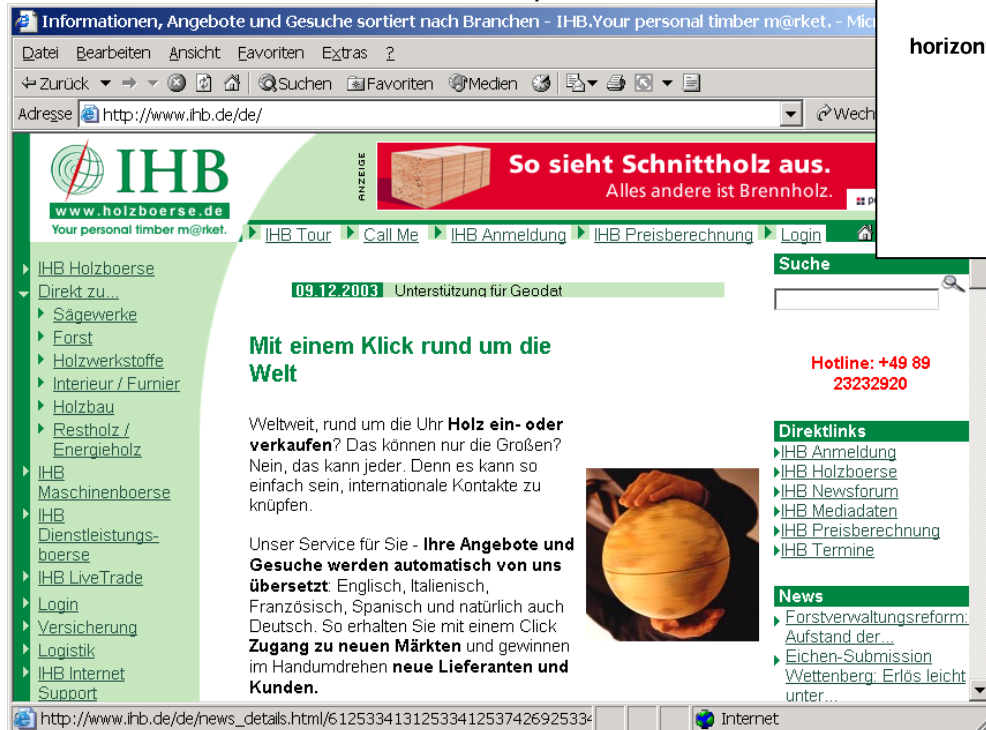 Informationen, Angebote und Gesuche sortiert nach Branchen - IHB.Your personal timber m@rket. -
horizon
Datei Bearbeiten Ansicht Favoriten Extras ?
Zurück Suchen Favoriten Medien
Adresse http://www.ihb.de/de/ Wech
IHB
www.holzboerse.de
Your personal timber m@rket.
ANZEIGE
So sieht Schnittholz aus.
Alles andere ist Brennholz.
IHB Tour Call Me IHB Anmeldung IHB Preisberechnung Login
IHB Holzboerse
Direkt zu...
Sägewerke
Forst
Holzwerkstoffe
Interieur / Furnier
Holzbau
Restholz /
Energieholz
IHB
Maschinenboerse
IHB
Dienstleistungs-
boerse
IHB LiveTrade
Login
Versicherung
Logistik
IHB Internet
Support
09.12.2003 Unterstützung für Geodat
Mit einem Klick rund um die
Welt
Weltweit, rund um die Uhr Holz ein- oder
verkaufen? Das können nur die Großen?
Nein, das kann jeder. Denn es kann so
einfach sein, internationale Kontakte zu
knüpfen.
Unser Service für Sie - Ihre Angebote und
Gesuche werden automatisch von uns
übersetzt: Englisch, Italienisch,
Französisch, Spanisch und natürlich auch
Deutsch. So erhalten Sie mit einem Click
Zugang zu neuen Märkten und gewinnen
im Handumdrehen neue Lieferanten und
Kunden.
Suche
Hotline: +49 89
23232920
Direktlinks
IHB Anmeldung
IHB Holzboerse
IHB Newsforum
IHB Mediadaten
IHB Preisberechnung
IHB Termine
News
Forstverwaltungsreform:
Aufstand der...
Eichen-Submission
Wettenberg: Erlös leicht
unter...
http://www.ihb.de/de/news_details.html/6125334131253341253742692533 Internet